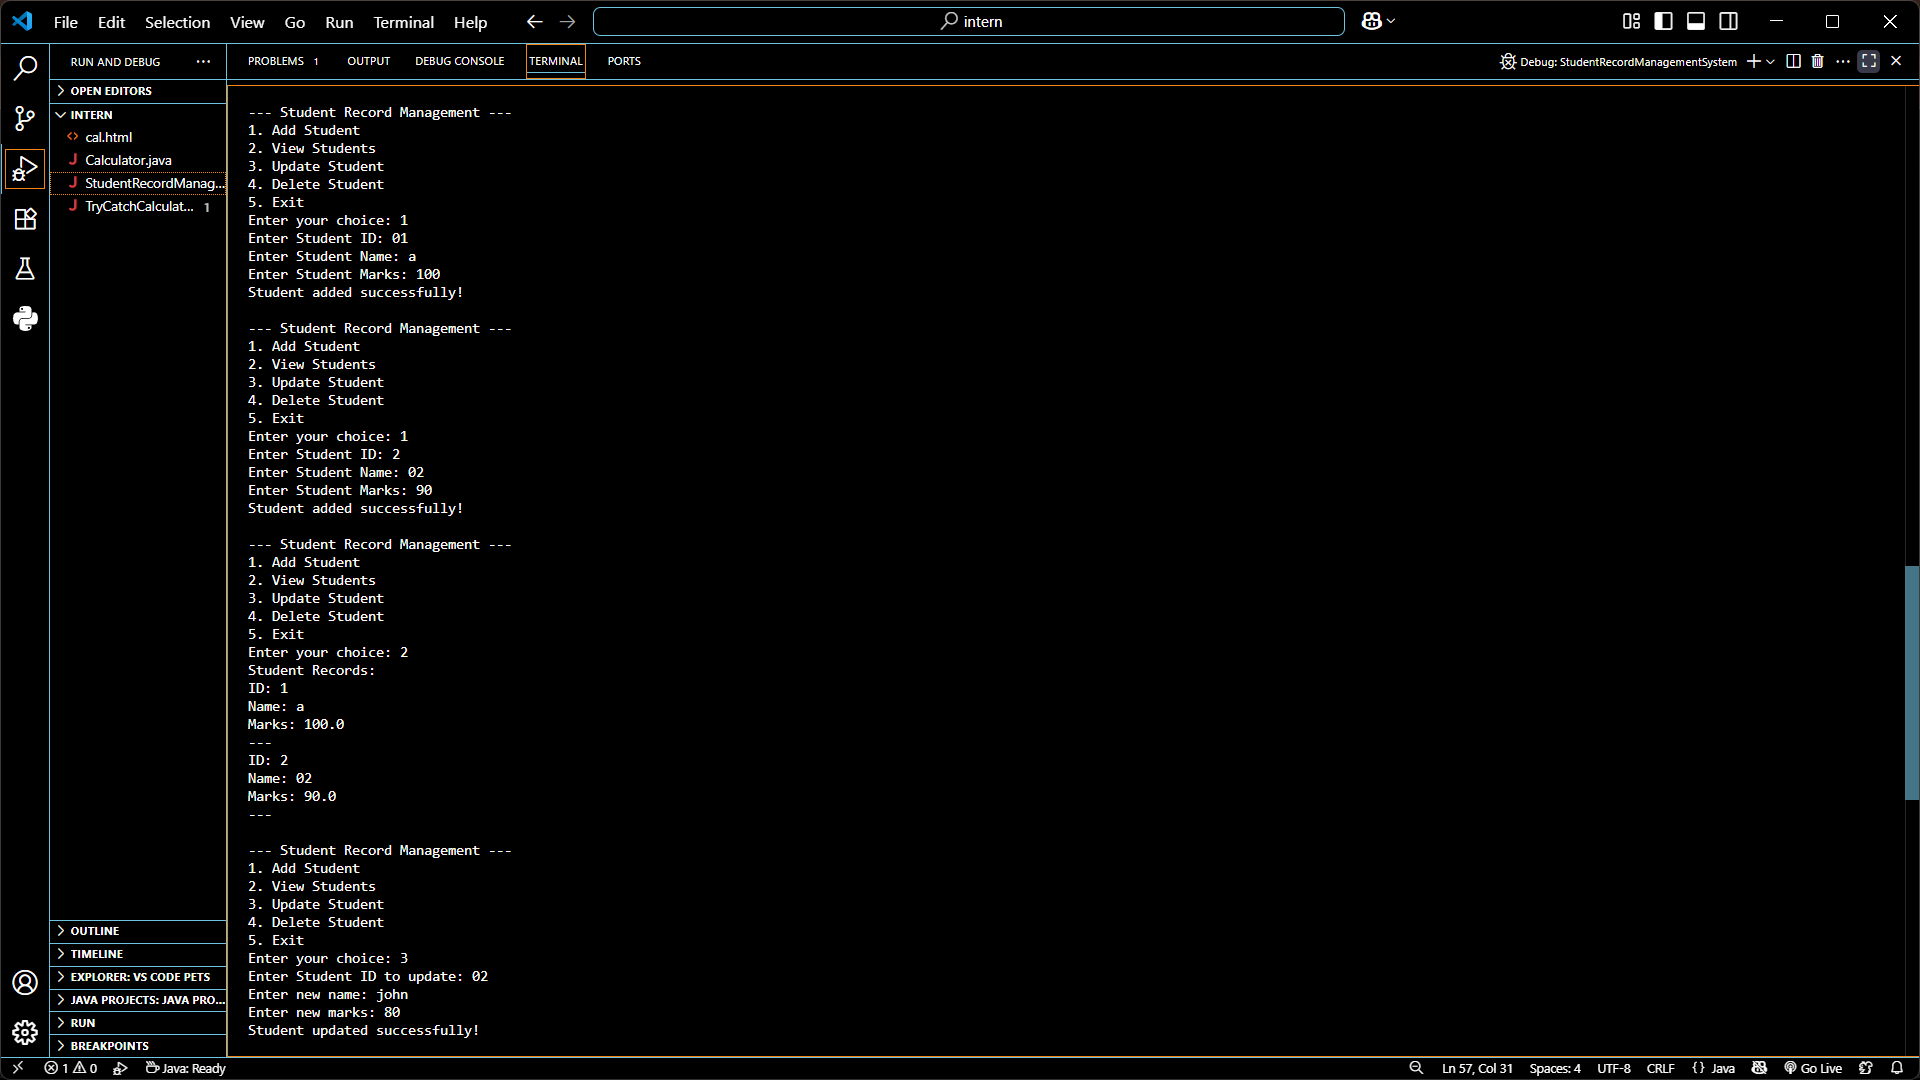 File Edit Selection View Go Run Terminal Help
intern
RUN AND DEBUG ...
PROBLEMS 1 OUTPUT DEBUG CONSOLE TERMINAL PORTS
Debug: StudentRecordManagementSystem
OPEN EDITORS
INTERN
cal.html
Calculator.java
StudentRecordManag...
TryCatchCalculat... 1
OUTLINE
TIMELINE
EXPLORER: VS CODE PETS
JAVA PROJECTS: JAVA PRO...
RUN
BREAKPOINTS
--- Student Record Management ---
1. Add Student
2. View Students
3. Update Student
4. Delete Student
5. Exit
Enter your choice: 1
Enter Student ID: 01
Enter Student Name: a
Enter Student Marks: 100
Student added successfully!
--- Student Record Management ---
1. Add Student
2. View Students
3. Update Student
4. Delete Student
5. Exit
Enter your choice: 1
Enter Student ID: 2
Enter Student Name: 02
Enter Student Marks: 90
Student added successfully!
--- Student Record Management ---
1. Add Student
2. View Students
3. Update Student
4. Delete Student
5. Exit
Enter your choice: 2
Student Records:
ID: 1
Name: a
Marks: 100.0
---
ID: 2
Name: 02
Marks: 90.0
---
--- Student Record Management ---
1. Add Student
2. View Students
3. Update Student
4. Delete Student
5. Exit
Enter your choice: 3
Enter Student ID to update: 02
Enter new name: john
Enter new marks: 80
Student updated successfully!
1 0 Java: Ready
Ln 57, Col 31 Spaces: 4 UTF-8 CRLF {} Java Go Live